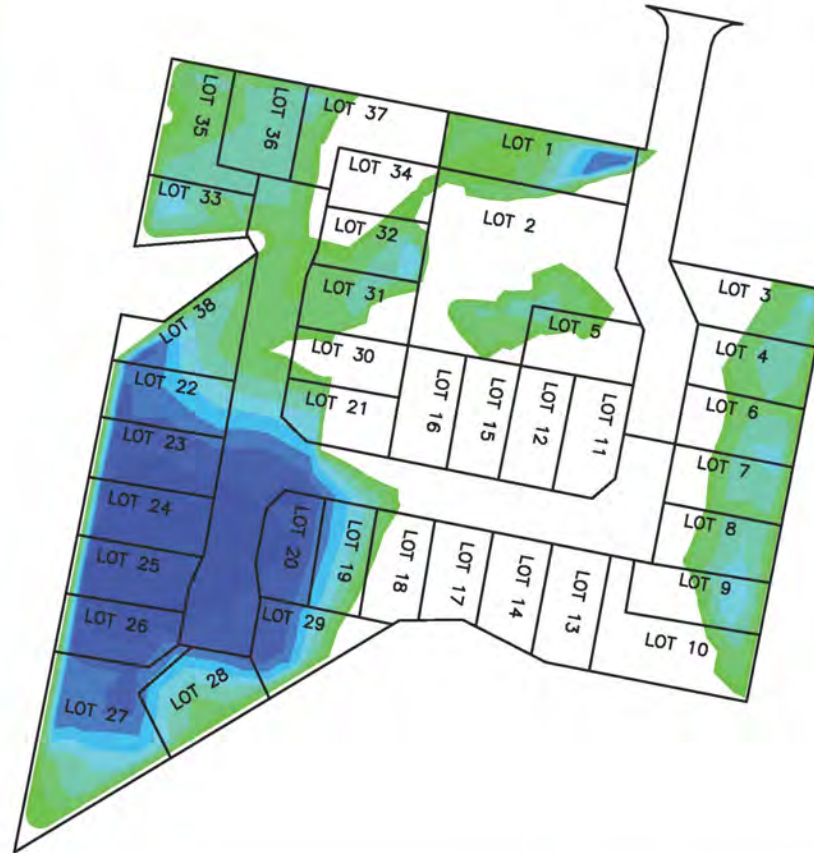 LOT 35
LOT 36
LOT 37
LOT 1
LOT 34
LOT 33
LOT 32
LOT 2
LOT 3
LOT 31
LOT 38
LOT 5
LOT 4
LOT 30
LOT 22
LOT 21
LOT 16
LOT 15
LOT 12
LOT 11
LOT 6
LOT 23
LOT 7
LOT 24
LOT 20
LOT 19
LOT 18
LOT 17
LOT 14
LOT 13
LOT 8
LOT 25
LOT 9
LOT 26
LOT 29
LOT 10
LOT 28
LOT 27